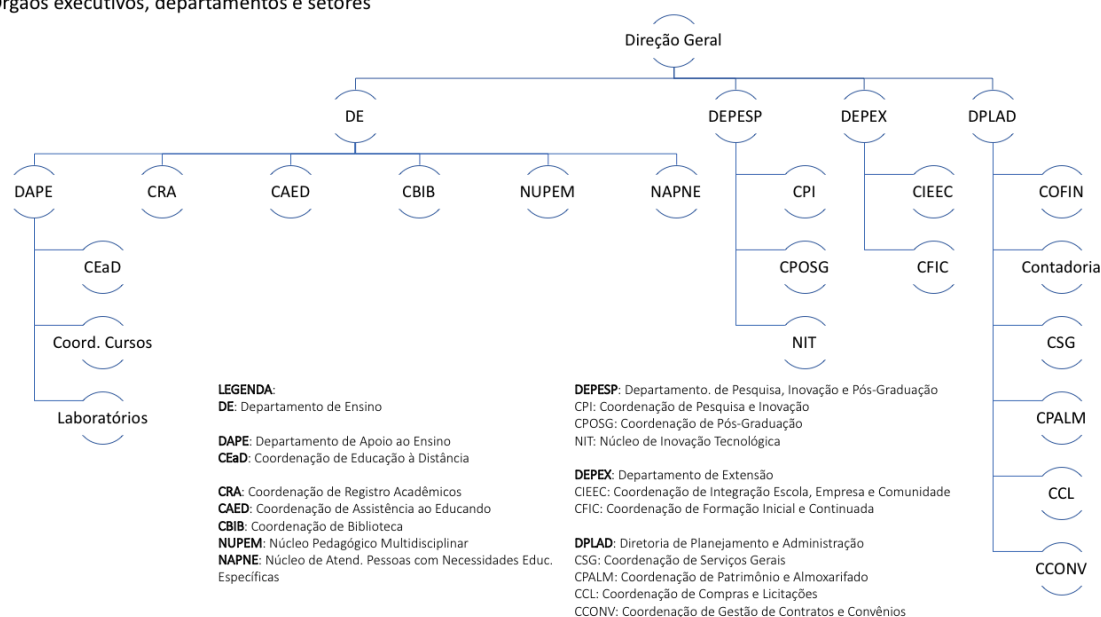 Órgãos executivos, departamentos e setores
Direção Geral
DE
DEPESP
DEPEX
DPLAD
DAPE
CRA
CAED
CBIB
NUPEM
NAPNE
CPI
CIEEC
COFIN
CEaD
CPOSG
CFIC
Contadoria
Coord. Cursos
NIT
CSG
Laboratórios
CPALM
CCL
CCONV
LEGENDA:
DE: Departamento de Ensino
DAPE: Departamento de Apoio ao Ensino
CEaD: Coordenação de Educação à Distância
CRA: Coordenação de Registro Acadêmicos
CAED: Coordenação de Assistência ao Educando
CBIB: Coordenação de Biblioteca
NUPEM: Núcleo Pedagógico Multidisciplinar
NAPNE: Núcleo de Atend. Pessoas com Necessidades Educ.
Específicas
DEPESP: Departamento. de Pesquisa, Inovação e Pós-Graduação
CPI: Coordenação de Pesquisa e Inovação
CPOSG: Coordenação de Pós-Graduação
NIT: Núcleo de Inovação Tecnológica
DEPEX: Departamento de Extensão
CIEEC: Coordenação de Integração Escola, Empresa e Comunidade
CFIC: Coordenação de Formação Inicial e Continuada
DPLAD: Diretoria de Planejamento e Administração
CSG: Coordenação de Serviços Gerais
CPALM: Coordenação de Patrimônio e Almoxarifado
CCL: Coordenação de Compras e Licitações
CCONV: Coordenação de Gestão de Contratos e Convênios